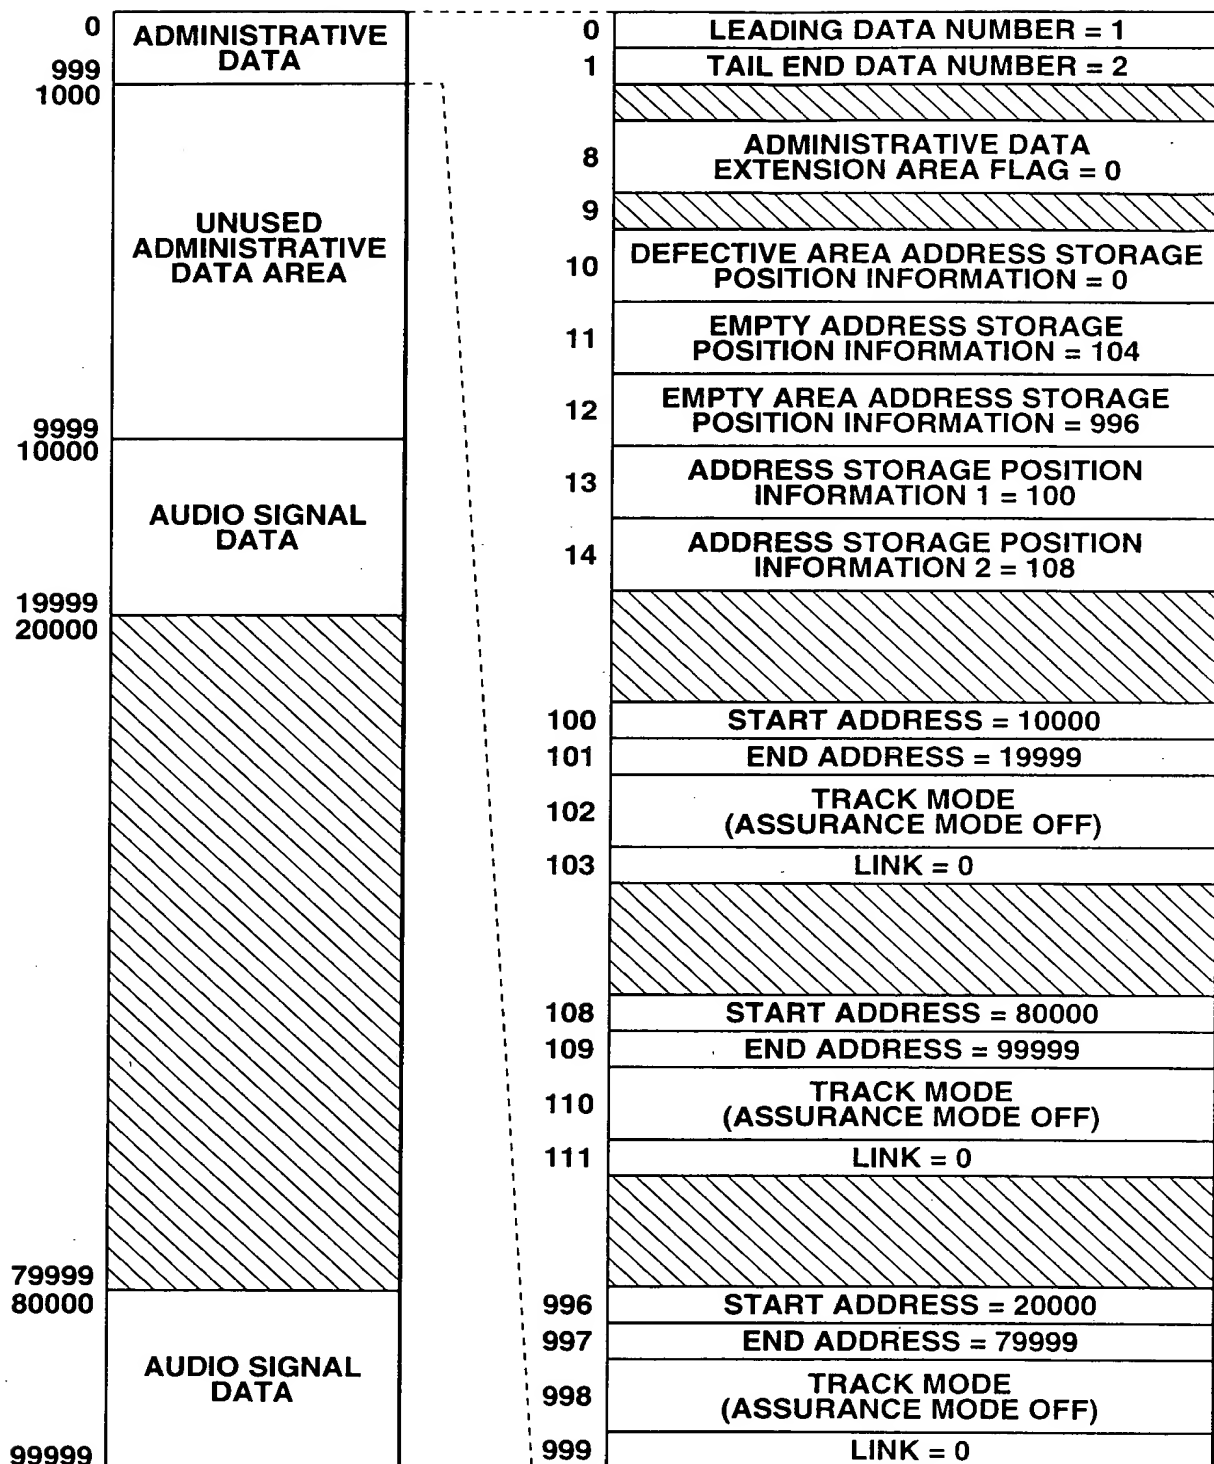 0
ADMINISTRATIVE
DATA
999
1000
UNUSED
ADMINISTRATIVE
DATA AREA
9999
10000
AUDIO SIGNAL
DATA
19999
20000
79999
80000
AUDIO SIGNAL
DATA
99999
0 LEADING DATA NUMBER = 1
1 TAIL END DATA NUMBER = 2
8 ADMINISTRATIVE DATA
EXTENSION AREA FLAG = 0
9
10 DEFECTIVE AREA ADDRESS STORAGE
POSITION INFORMATION = 0
11 EMPTY ADDRESS STORAGE
POSITION INFORMATION = 104
12 EMPTY AREA ADDRESS STORAGE
POSITION INFORMATION = 996
13 ADDRESS STORAGE POSITION
INFORMATION 1 = 100
14 ADDRESS STORAGE POSITION
INFORMATION 2 = 108
100 START ADDRESS = 10000
101 END ADDRESS = 19999
102 TRACK MODE
(ASSURANCE MODE OFF)
103 LINK = 0
108 START ADDRESS = 80000
109 END ADDRESS = 99999
110 TRACK MODE
(ASSURANCE MODE OFF)
111 LINK = 0
996 START ADDRESS = 20000
997 END ADDRESS = 79999
998 TRACK MODE
(ASSURANCE MODE OFF)
999 LINK = 0